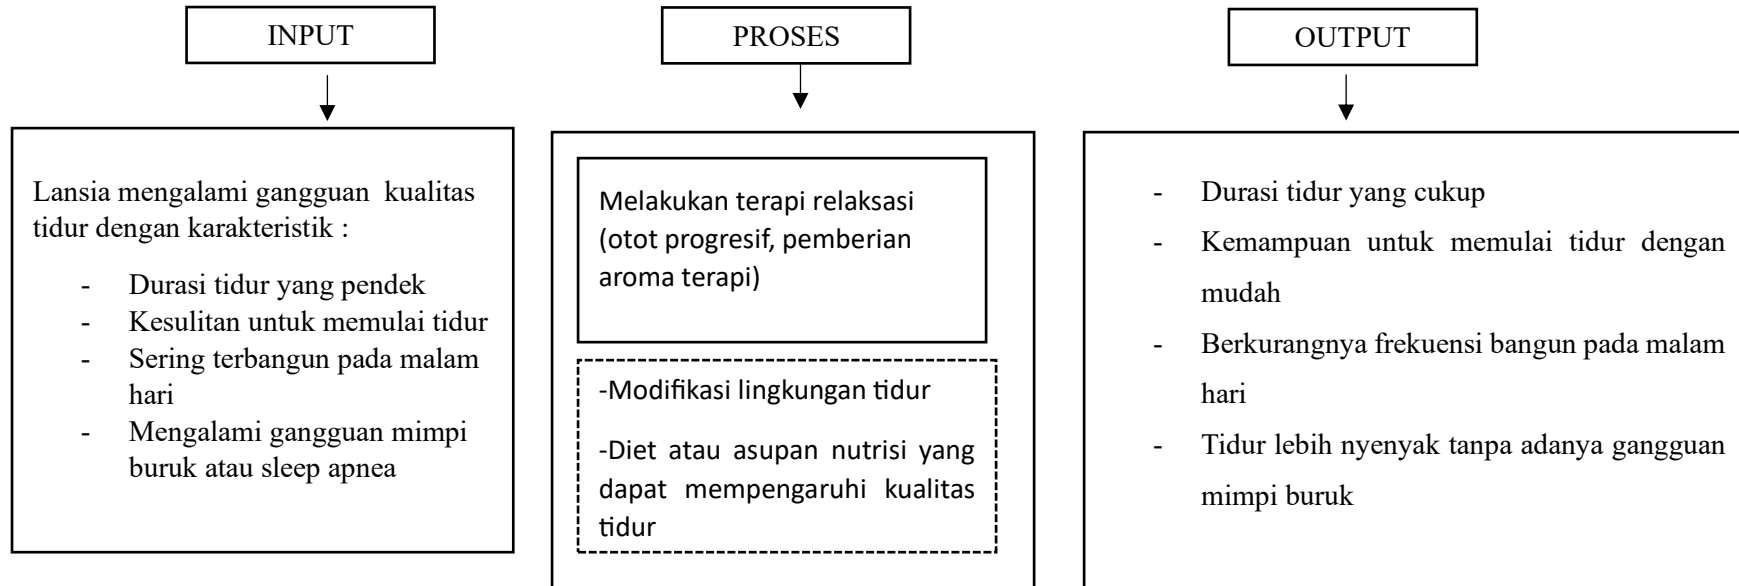 INPUT
PROSES
OUTPUT
Lansia mengalami gangguan kualitas
tidur dengan karakteristik :
- Durasi tidur yang pendek
- Kesulitan untuk memulai tidur
- Sering terbangun pada malam
hari
- Mengalami gangguan mimpi
buruk atau sleep apnea
Melakukan terapi relaksasi
(otot progresif, pemberian
aroma terapi)
-Modifikasi lingkungan tidur
-Diet atau asupan nutrisi yang
dapat mempengaruhi kualitas
tidur
- Durasi tidur yang cukup
- Kemampuan untuk memulai tidur dengan
mudah
- Berkurangnya frekuensi bangun pada malam
hari
- Tidur lebih nyenyak tanpa adanya gangguan
mimpi buruk